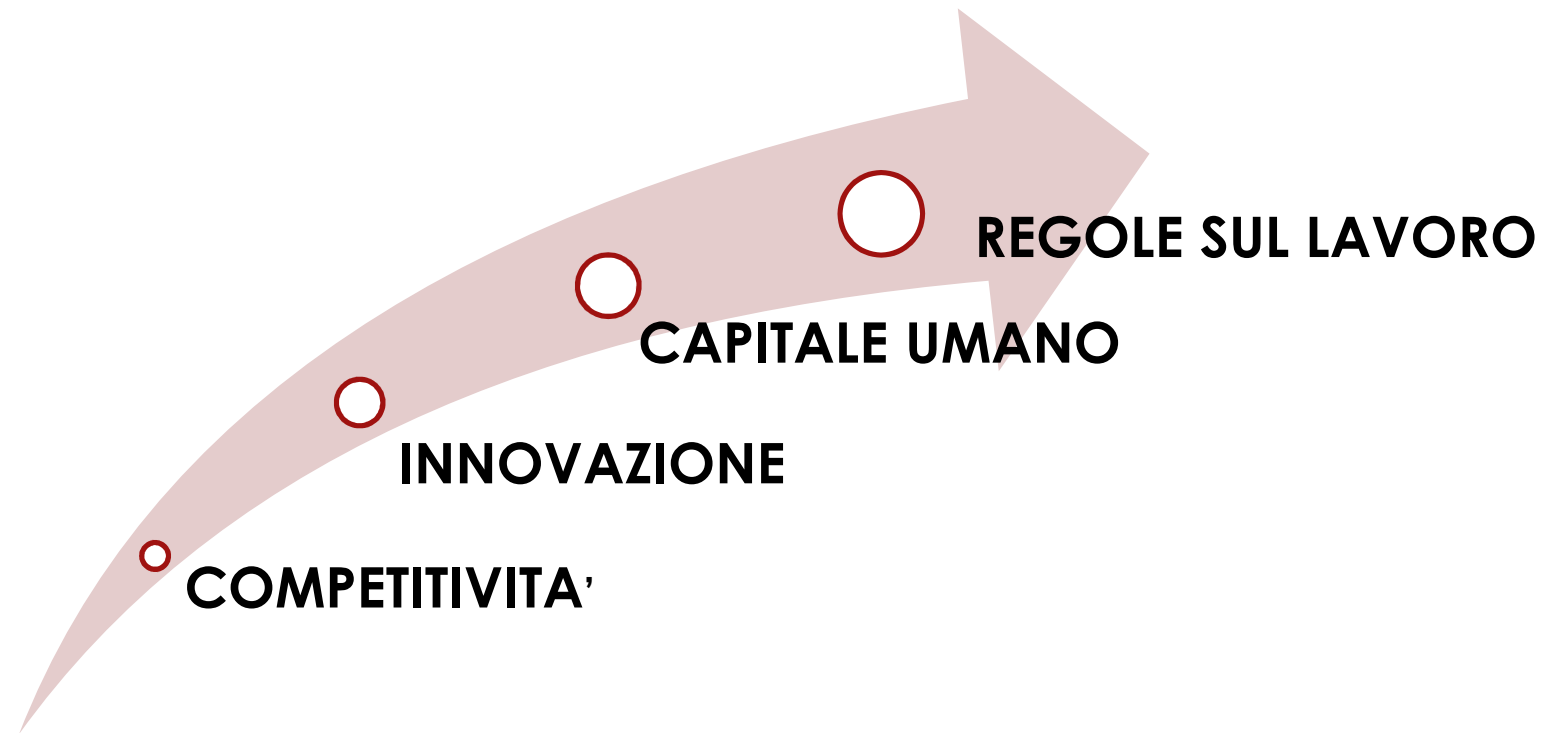 REGOLE SUL LAVORO
CAPITALE UMANO
INNOVAZIONE
COMPETITIVITA’